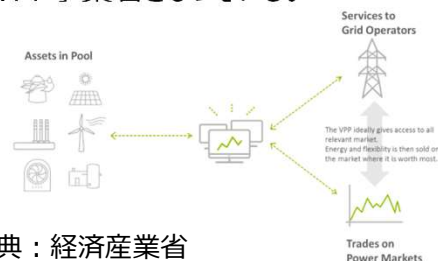 Services to
Grid Operators
Assets in Pool
The VPP ideally gives access to all
relevant market.
Energy and flexibility is then sold on
the market where it is worth most.
典：経済産業省
Trades on
Power Markets